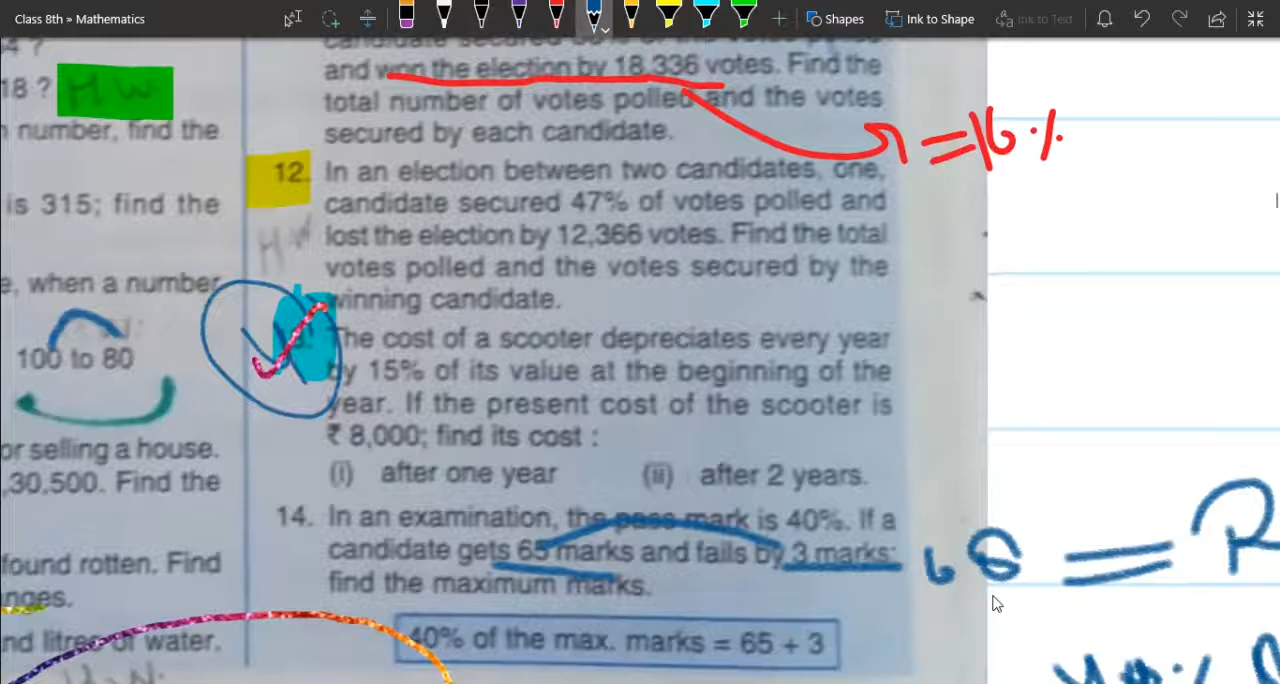 Class 8th » Mathematics
Shapes
Ink to Shape
Ink to Text
and won the election by 18,336 votes. Find the
total number of votes polled and the votes
secured by each candidate.
= 16 %
12. In an election between two candidates, one,
candidate secured 47% of votes polled and
lost the election by 12,366 votes. Find the total
votes polled and the votes secured by the
winning candidate.
The cost of a scooter depreciates every year
by 15% of its value at the beginning of the
year. If the present cost of the scooter is
₹ 8,000; find its cost :
(i) after one year (ii) after 2 years.
14. In an examination, the pass mark is 40%. If a
candidate gets 65 marks and fails by 3 marks;
find the maximum marks.
40% of the max. marks = 65 + 3
18 ? HW
number, find the
is 315; find the
HW
e, when a number
100 to 80
or selling a house.
,30,500. Find the
found rotten. Find
nges.
nd litres of water.
H.W.
68 =